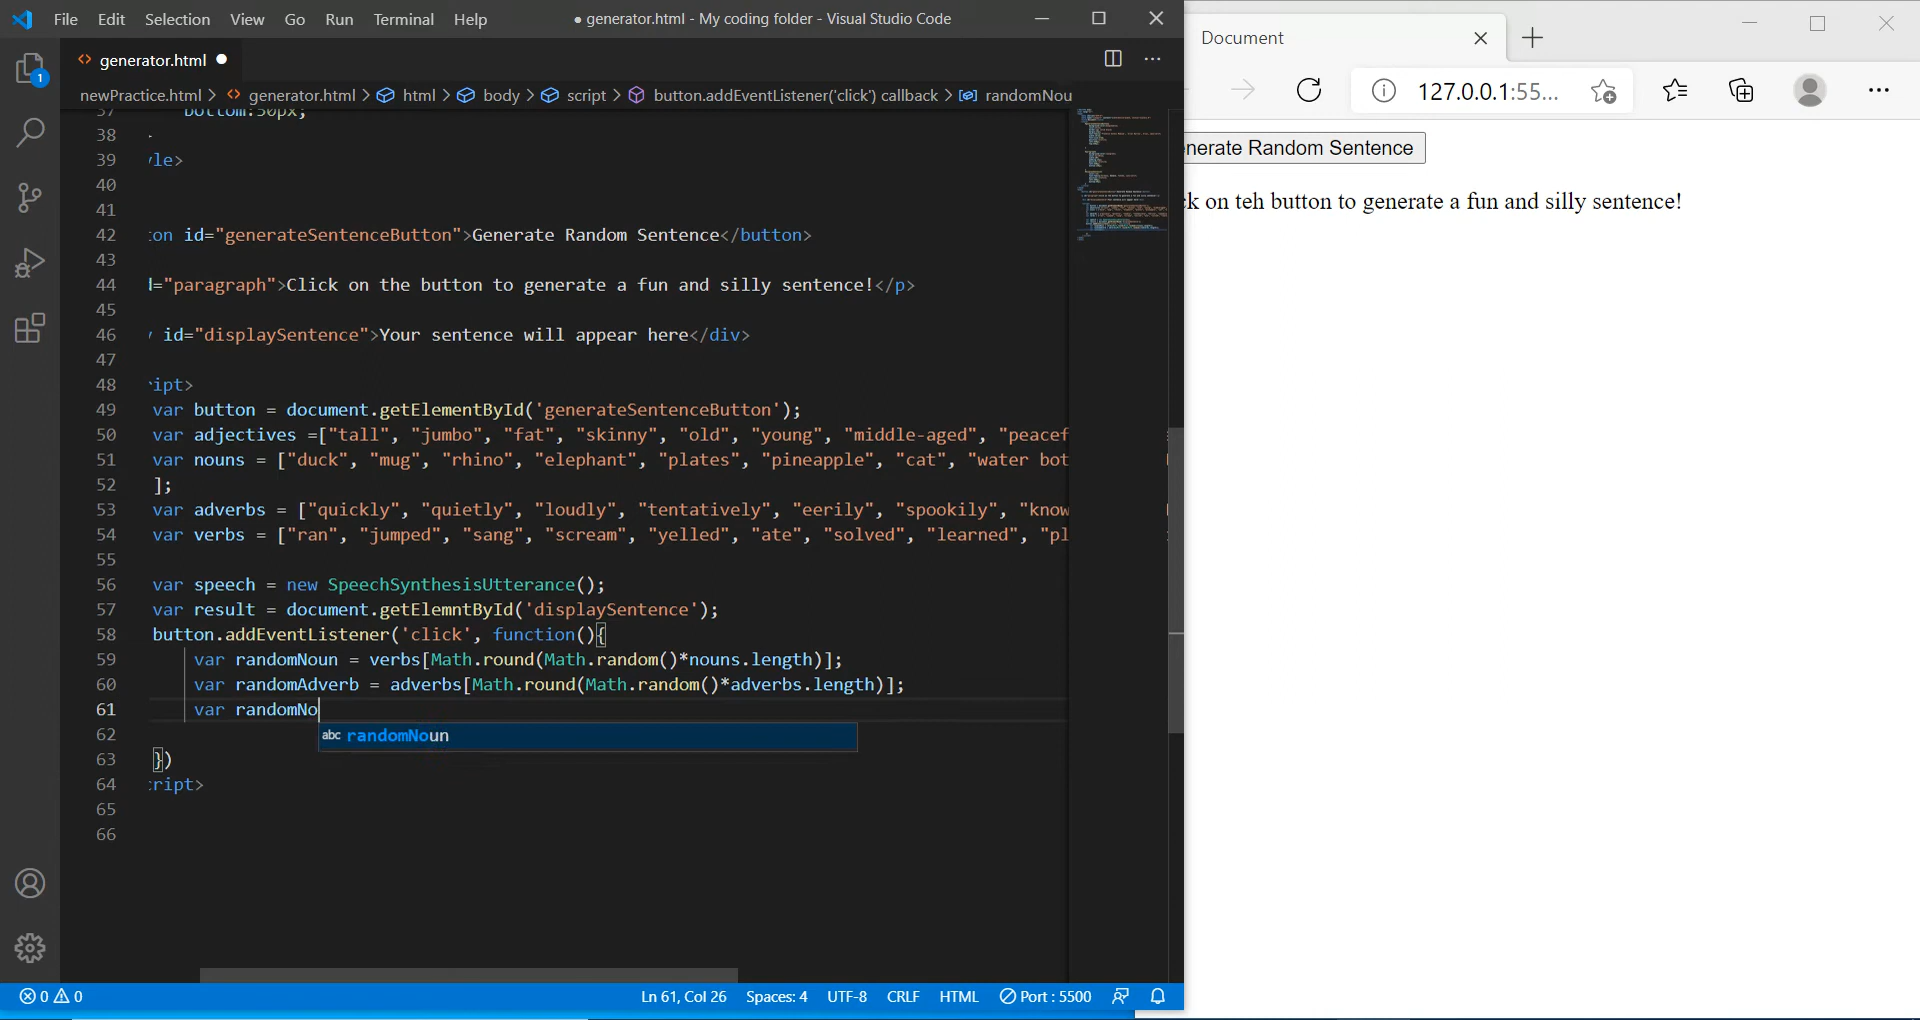 File Edit Selection View Go Run Terminal Help ● generator.html - My coding folder - Visual Studio Code
generator.html
newPractice.html > generator.html > html > body > script > button.addEventListener('click') callback > randomNou
37 bottom:50px;
38
39 yle>
40
41
42 on id="generateSentenceButton">Generate Random Sentence</button>
43
44 d="paragraph">Click on the button to generate a fun and silly sentence!</p>
45
46 id="displaySentence">Your sentence will appear here</div>
47
48 ript>
49 var button = document.getElementById('generateSentenceButton');
50 var adjectives =["tall", "jumbo", "fat", "skinny", "old", "young", "middle-aged", "peacef
51 var nouns = ["duck", "mug", "rhino", "elephant", "plates", "pineapple", "cat", "water bot
52 ];
53 var adverbs = ["quickly", "quietly", "loudly", "tentatively", "eerily", "spookily", "know
54 var verbs = ["ran", "jumped", "sang", "scream", "yelled", "ate", "solved", "learned", "pl
55
56 var speech = new SpeechSynthesisUtterance();
57 var result = document.getElemntById('displaySentence');
58 button.addEventListener('click', function(){
59 var randomNoun = verbs[Math.round(Math.random()*nouns.length)];
60 var randomAdverb = adverbs[Math.round(Math.random()*adverbs.length)];
61 var randomNo
abc randomNoun
62
63 })
64 cript>
65
66
1
0 0 Ln 61, Col 26 Spaces: 4 UTF-8 CRLF HTML Port : 5500
Document
127.0.0.1:55...
enerate Random Sentence
ck on teh button to generate a fun and silly sentence!